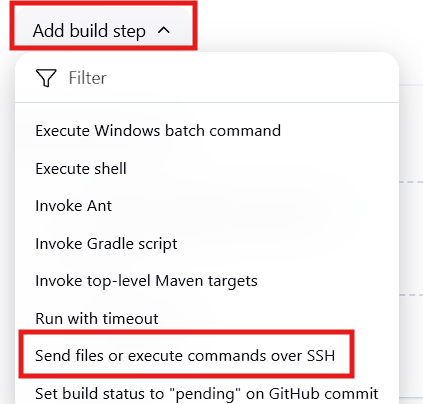 Add build step
Filter
Execute Windows batch command
Execute shell
Invoke Ant
Invoke Gradle script
Invoke top-level Maven targets
Run with timeout
Send files or execute commands over SSH
Set build status to "pending" on GitHub commit